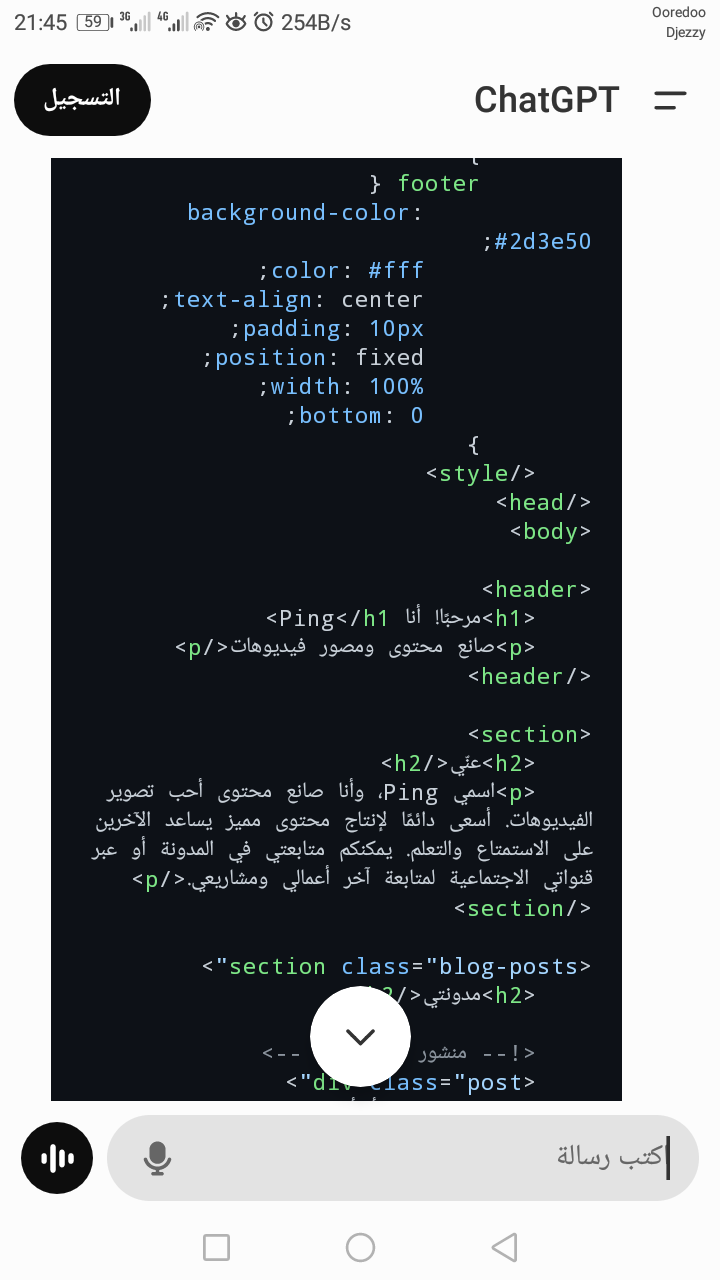 21:45 59 3G 4G 254B/s
Ooredoo
Djezzy
ChatGPT
التسجيل
footer {
background-color:
#2d3e50;
color: #fff;
text-align: center;
padding: 10px;
position: fixed;
width: 100%;
bottom: 0;
}
</style>
</head>
<body>
<header>
<h1>مرحبًا! أنا Ping</h1>
<p>صانع محتوى ومصور فيديوهات</p>
</header>
<section>
<h2>عنّي</h2>
<p>اسمي Ping، وأنا صانع محتوى أحب تصوير
الفيديوهات. أسعى دائمًا لإنتاج محتوى مميز يساعد الآخرين
على الاستمتاع والتعلم. يمكنكم متابعتي في المدونة أو عبر
قنواتي الاجتماعية لمتابعة آخر أعمالي ومشاريعي.</p>
</section>
<section class="blog-posts">
<h2>مدونتي</h2>
<!-- منشور -->
<div class="post">
اكتب رسالة